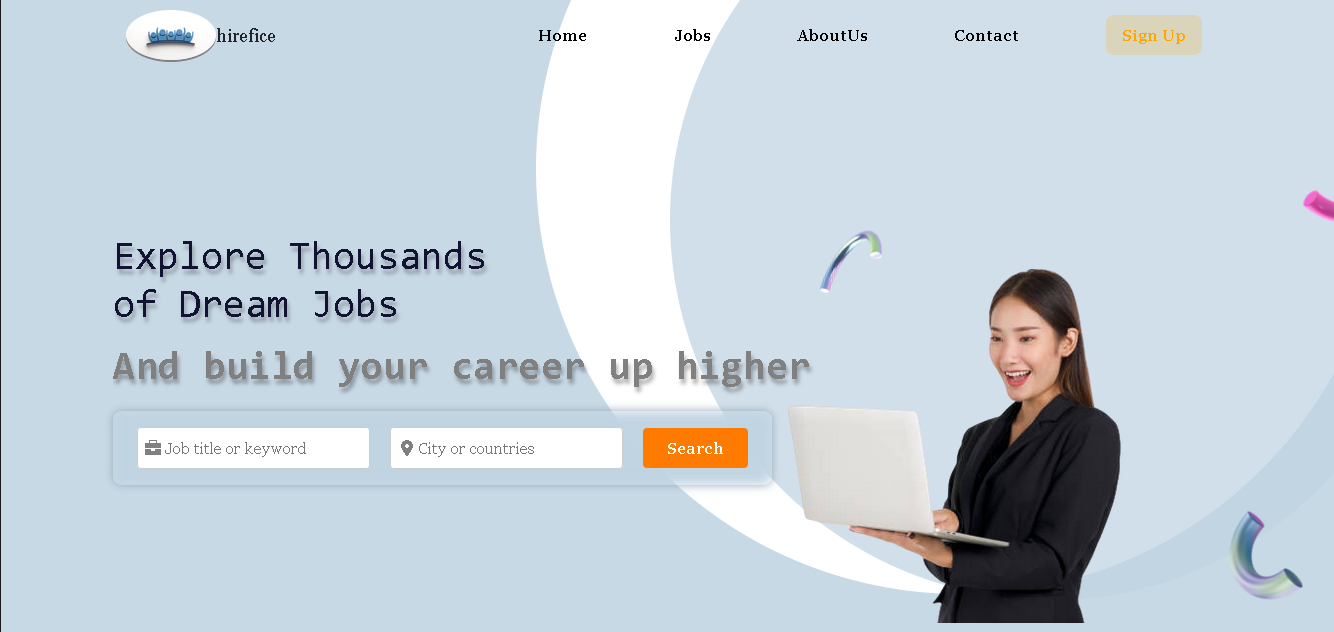 hirefice
Home
Jobs
AboutUs
Contact
Sign Up
Explore Thousands
of Dream Jobs
And build your career up higher
Job title or keyword
City or countries
Search